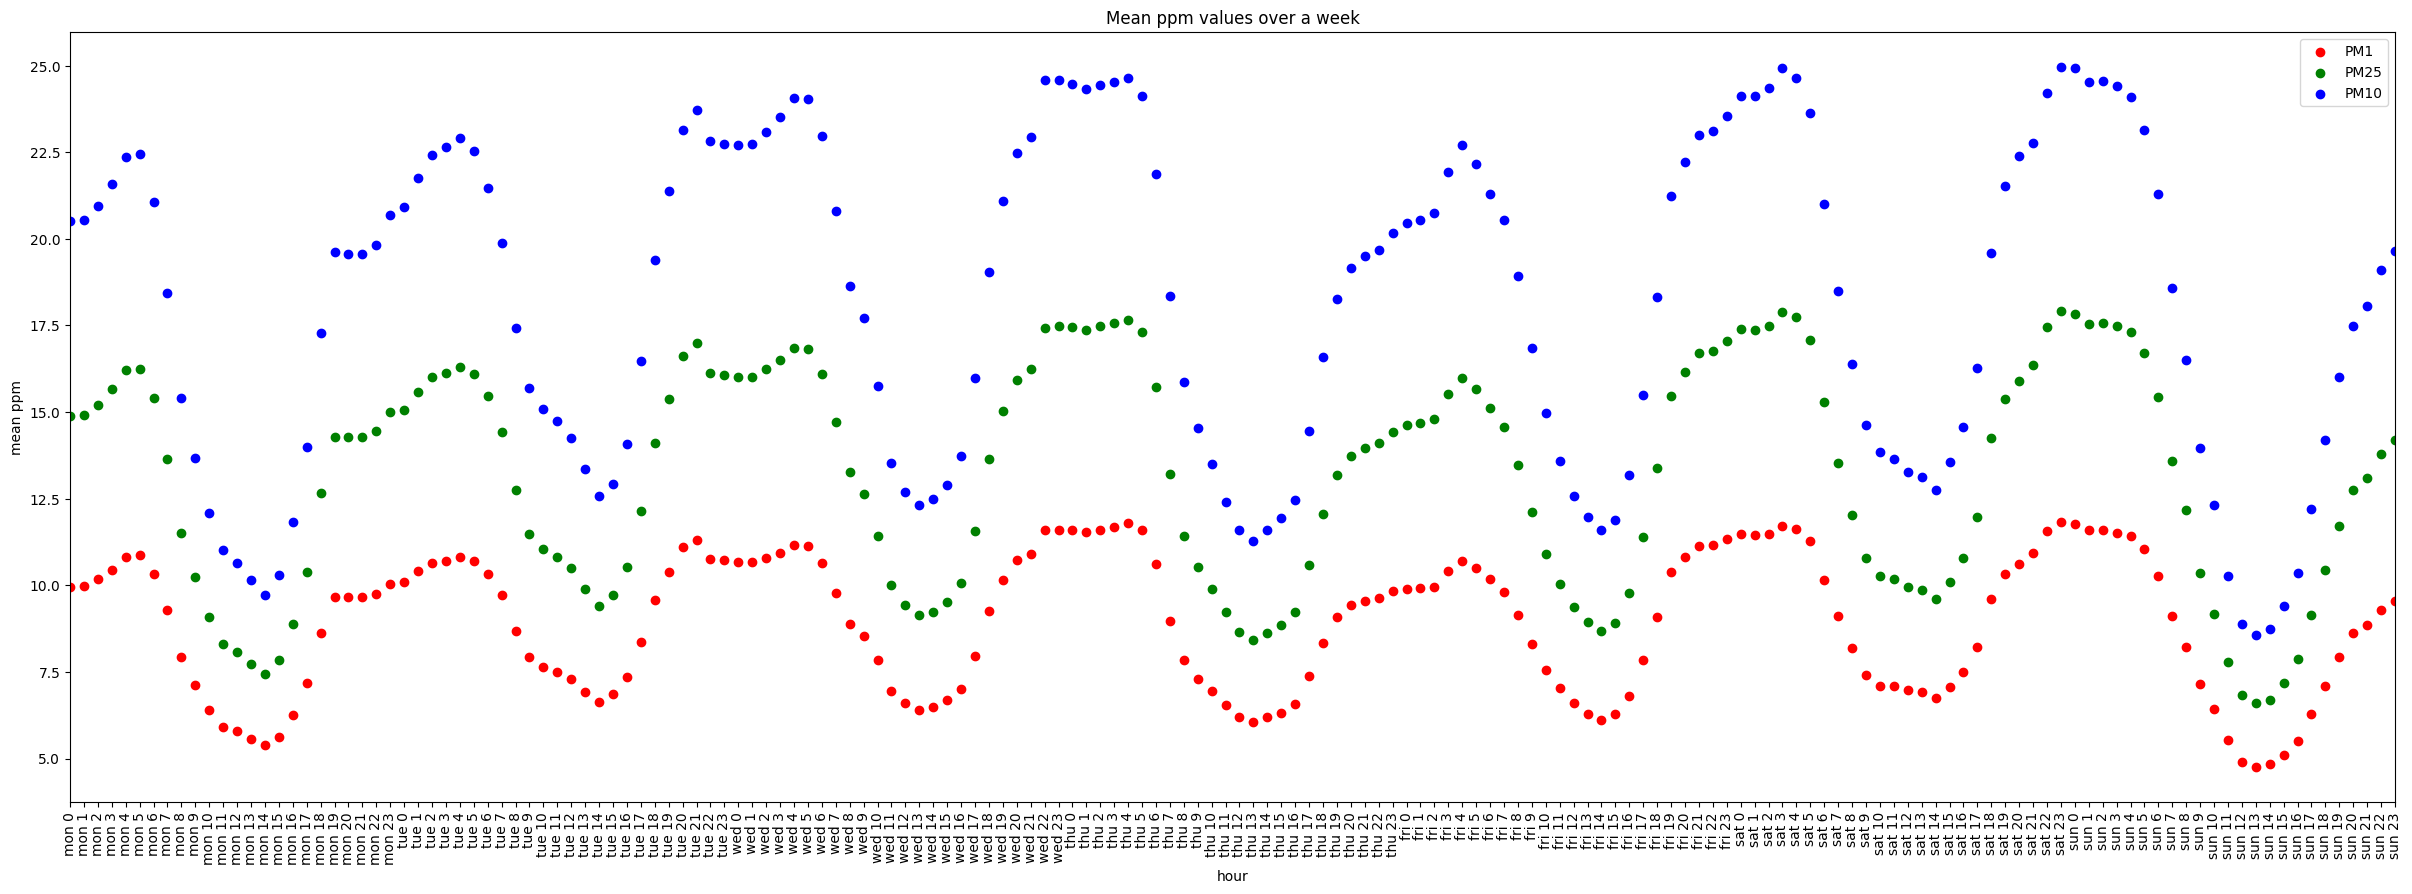 Mean ppm values over a week
PM1
PM25
PM10
25.0
22.5
20.0
17.5
15.0
12.5
10.0
7.5
5.0
mean ppm
mon 0
mon 1
mon 2
mon 3
mon 4
mon 5
mon 6
mon 7
mon 8
mon 9
mon 10
mon 11
mon 12
mon 13
mon 14
mon 15
mon 16
mon 17
mon 18
mon 19
mon 20
mon 21
mon 22
mon 23
tue 0
tue 1
tue 2
tue 3
tue 4
tue 5
tue 6
tue 7
tue 8
tue 9
tue 10
tue 11
tue 12
tue 13
tue 14
tue 15
tue 16
tue 17
tue 18
tue 19
tue 20
tue 21
tue 22
tue 23
wed 0
wed 1
wed 2
wed 3
wed 4
wed 5
wed 6
wed 7
wed 8
wed 9
wed 10
wed 11
wed 12
wed 13
wed 14
wed 15
wed 16
wed 17
wed 18
wed 19
wed 20
wed 21
wed 22
wed 23
thu 0
thu 1
thu 2
thu 3
thu 4
thu 5
thu 6
thu 7
thu 8
thu 9
thu 10
thu 11
thu 12
thu 13
thu 14
thu 15
thu 16
thu 17
thu 18
thu 19
thu 20
thu 21
thu 22
thu 23
fri 0
fri 1
fri 2
fri 3
fri 4
fri 5
fri 6
fri 7
fri 8
fri 9
fri 10
fri 11
fri 12
fri 13
fri 14
fri 15
fri 16
fri 17
fri 18
fri 19
fri 20
fri 21
fri 22
fri 23
sat 0
sat 1
sat 2
sat 3
sat 4
sat 5
sat 6
sat 7
sat 8
sat 9
sat 10
sat 11
sat 12
sat 13
sat 14
sat 15
sat 16
sat 17
sat 18
sat 19
sat 20
sat 21
sat 22
sat 23
sun 0
sun 1
sun 2
sun 3
sun 4
sun 5
sun 6
sun 7
sun 8
sun 9
sun 10
sun 11
sun 12
sun 13
sun 14
sun 15
sun 16
sun 17
sun 18
sun 19
sun 20
sun 21
sun 22
sun 23
hour